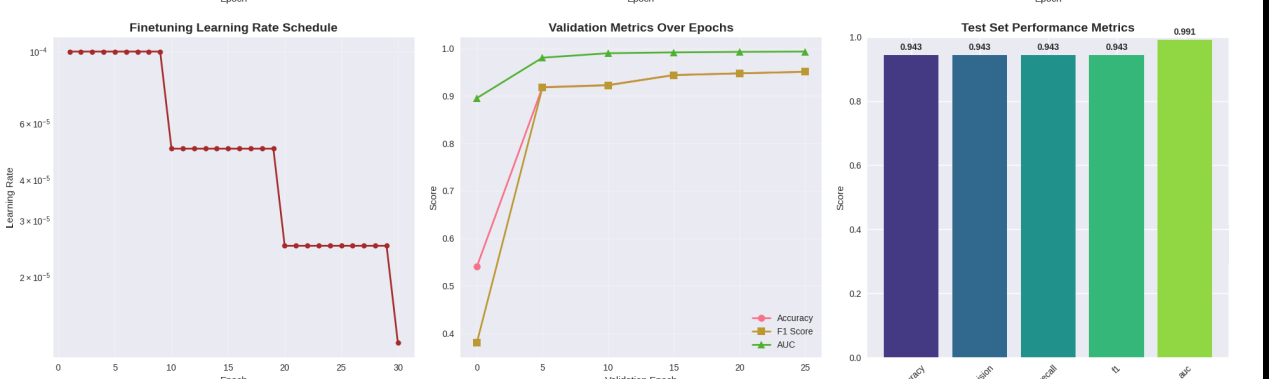 Epoch
Epoch
Epoch
Finetuning Learning Rate Schedule
10⁻⁴
6 × 10⁻⁵
4 × 10⁻⁵
3 × 10⁻⁵
2 × 10⁻⁵
Learning Rate
0 5 10 15 20 25 30
Epoch
Validation Metrics Over Epochs
1.0
0.9
0.8
0.7
0.6
0.5
0.4
Score
Accuracy
F1 Score
AUC
0 5 10 15 20 25
Validation Epoch
Test Set Performance Metrics
1.0
0.8
0.6
0.4
0.2
0.0
Score
0.943 0.943 0.943 0.943 0.991
f1
auc